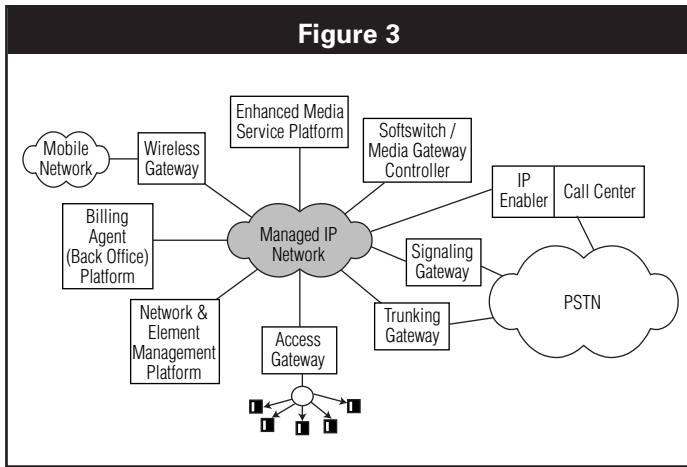 Figure 3
Enhanced Media
Service Platform
Softswitch /
Media Gateway
Controller
Mobile
Network
Wireless
Gateway
IP
Enabler
Call Center
Billing
Agent
(Back Office)
Platform
Managed IP
Network
Signaling
Gateway
PSTN
Network &
Element
Management
Platform
Access
Gateway
Trunking
Gateway